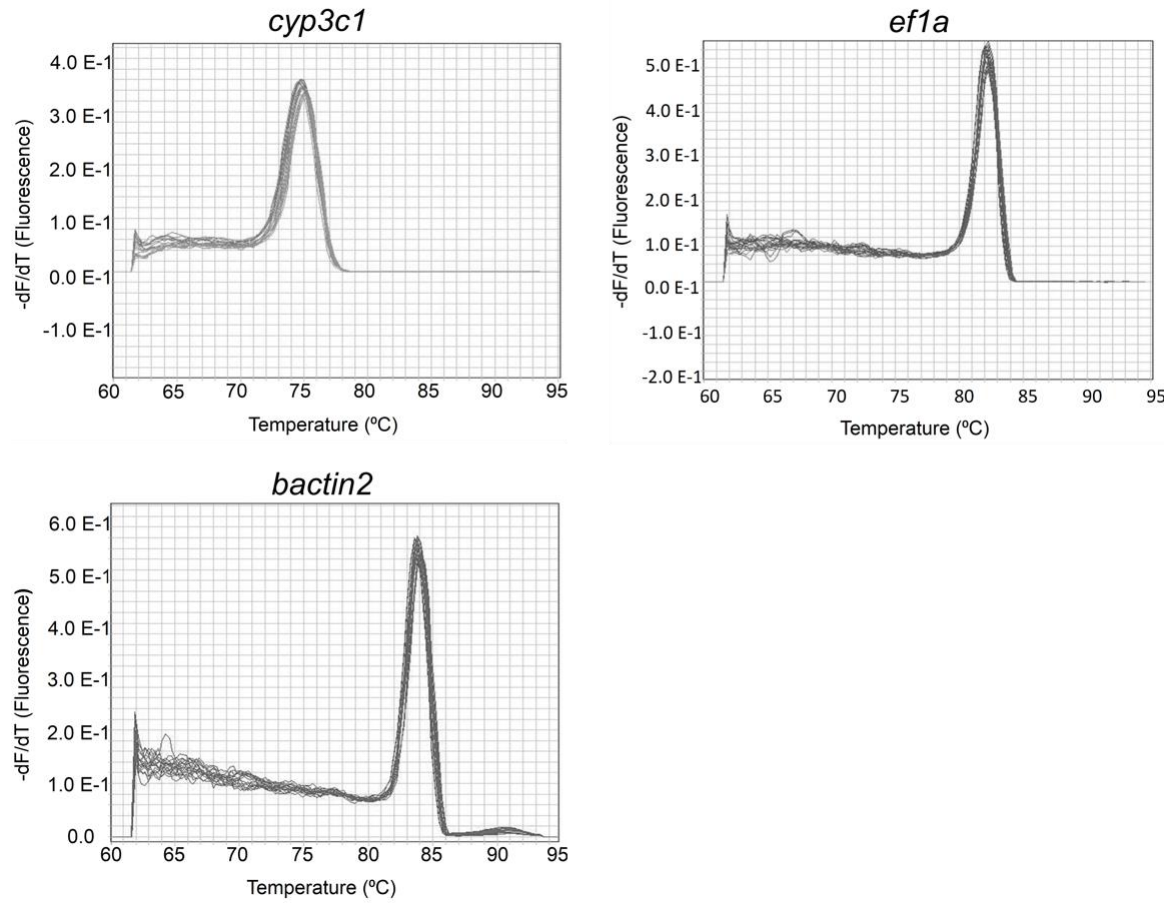 cyp3c1
4.0 E-1
3.0 E-1
2.0 E-1
1.0 E-1
0.0 E-1
-1.0 E-1
-dF/dT (Fluorescence)
60 65 70 75 80 85 90 95
Temperature (ºC)
ef1a
5.0 E-1
4.0 E-1
3.0 E-1
2.0 E-1
1.0 E-1
0.0 E-1
-1.0 E-1
-2.0 E-1
-dF/dT (Fluorescence)
60 65 70 75 80 85 90 95
Temperature (ºC)
bactin2
6.0 E-1
5.0 E-1
4.0 E-1
3.0 E-1
2.0 E-1
1.0 E-1
0.0
-dF/dT (Fluorescence)
60 65 70 75 80 85 90 95
Temperature (ºC)